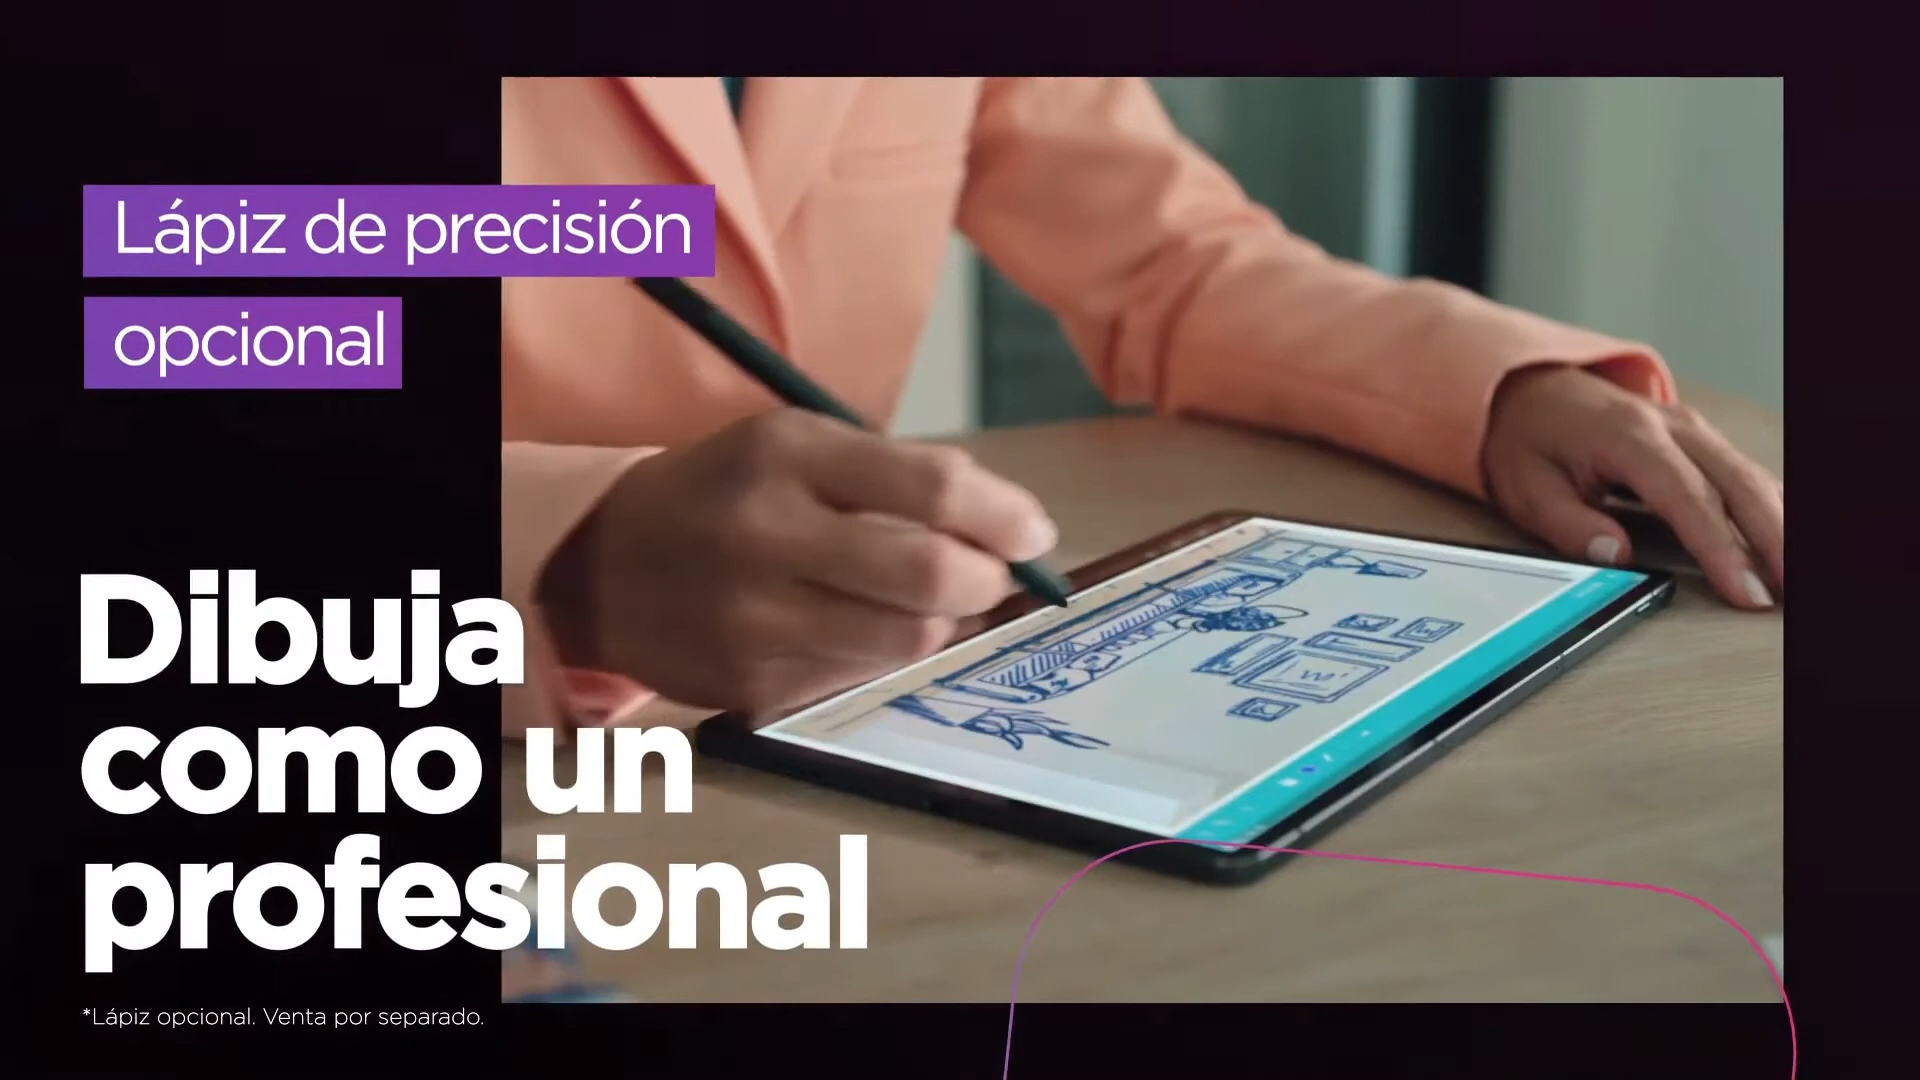 Lápiz de precisión
opcional
Dibuja
como un
profesional
*Lápiz opcional. Venta por separado.